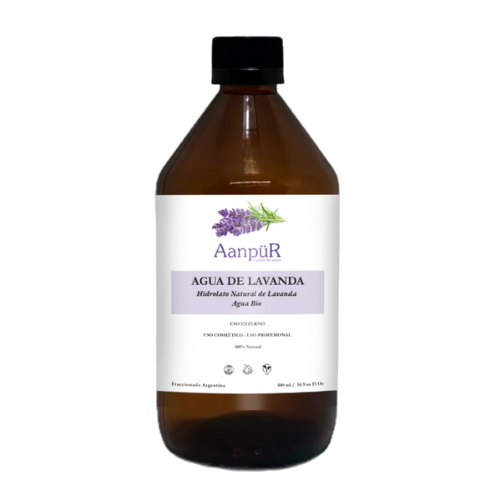 AanpüR
AGUA DE LAVANDA
Hidrolato Natural de Lavanda
Agua Bio
USO EXTERNO
USO COSMÉTICO - USO PROFESIONAL
100% Natural
Fraccionado Argentina
500 ml / 16.9 oz Fl Oz